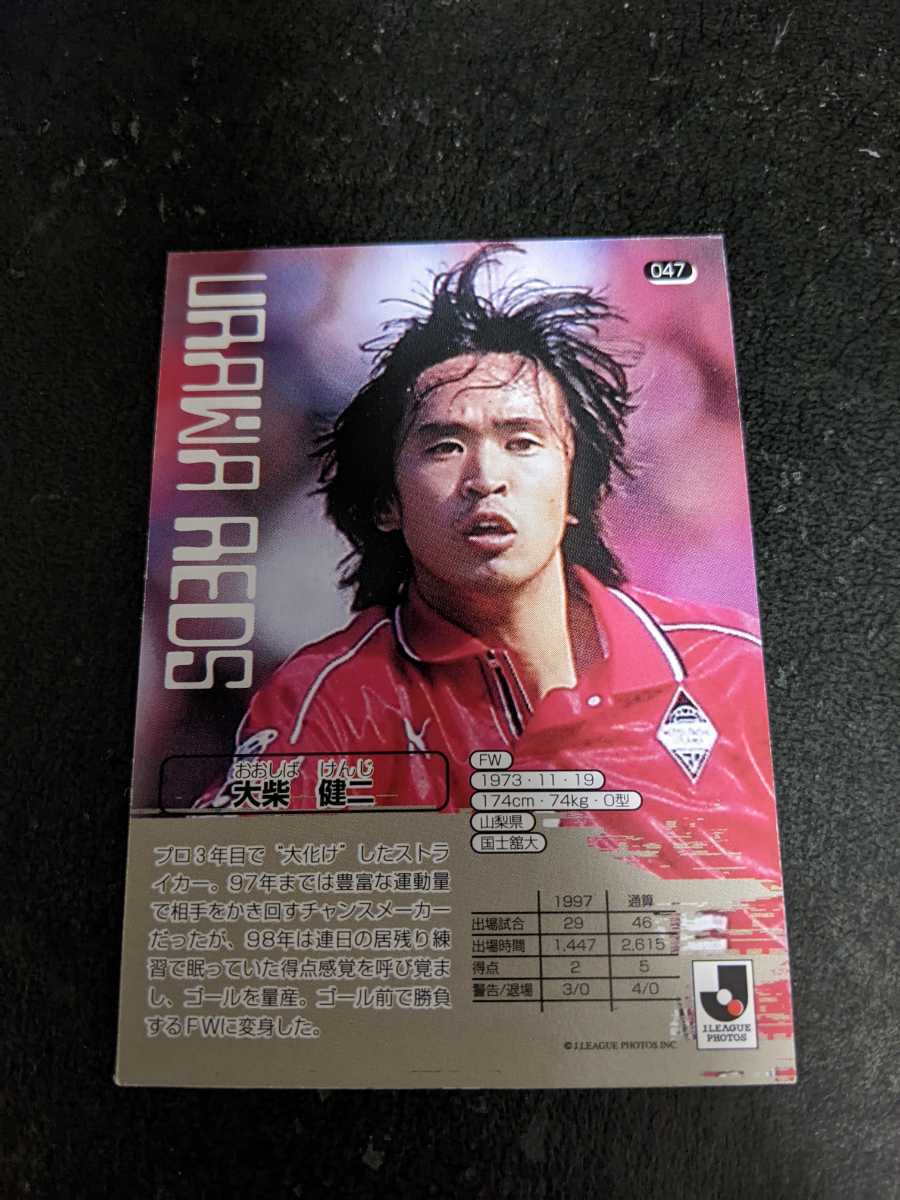 047
URAWA REDS
おおしば けんじ
大柴 健二
FW
1973・11・19
174cm・74kg・O型
山梨県
国士舘大
プロ3年目で“大化け”したストラ
イカー。97年までは豊富な運動量
で相手をかき回すチャンスメーカー
だったが、98年は連日の居残り練
習で眠っていた得点感覚を呼び覚ま
し、ゴールを量産。ゴール前で勝負
するFWに変身した。
1997 通算
出場試合 29 46
出場時間 1,447 2,615
得点 2 5
警告/退場 3/0 4/0
J.LEAGUE
PHOTOS
© J.LEAGUE PHOTOS INC.